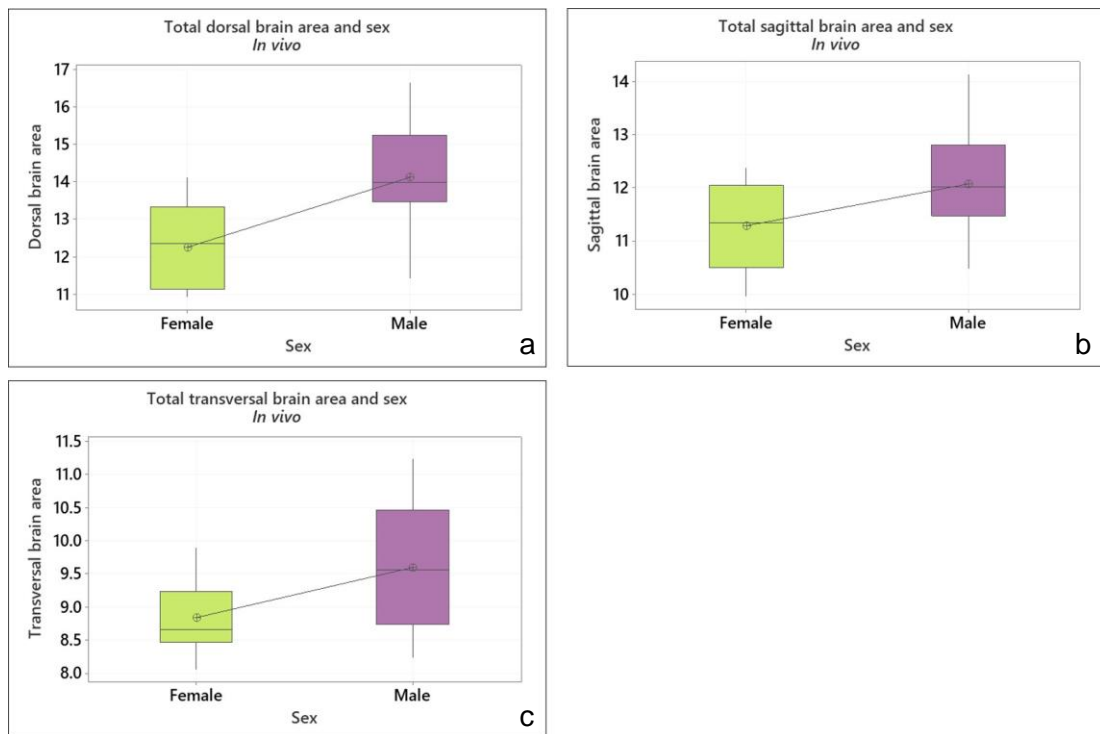 Total dorsal brain area and sex
In vivo
17
16
15
14
13
12
11
Dorsal brain area
Female
Male
Sex
a
Total sagittal brain area and sex
In vivo
14
13
12
11
10
Sagittal brain area
Female
Male
Sex
b
Total transversal brain area and sex
In vivo
11.5
11.0
10.5
10.0
9.5
9.0
8.5
8.0
Transversal brain area
Female
Male
Sex
c